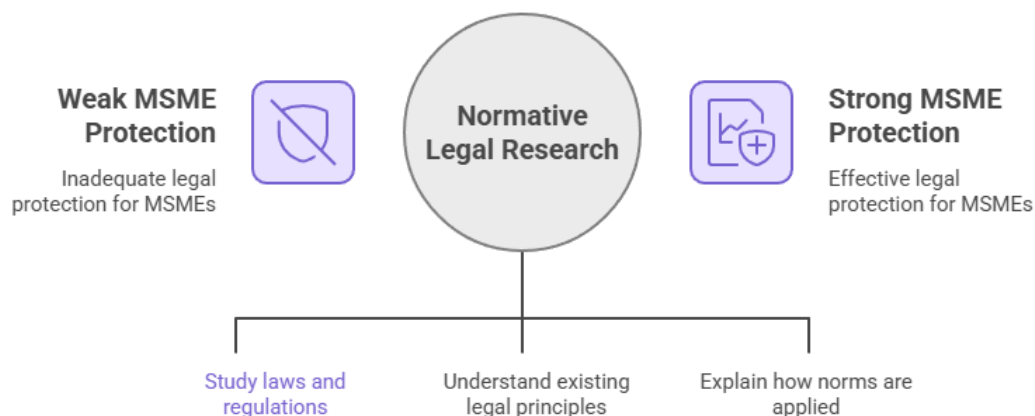 Weak MSME
Protection
Inadequate legal
protection for MSMEs
Normative
Legal Research
Strong MSME
Protection
Effective legal
protection for MSMEs
Study laws and
regulations
Understand existing
legal principles
Explain how norms are
applied